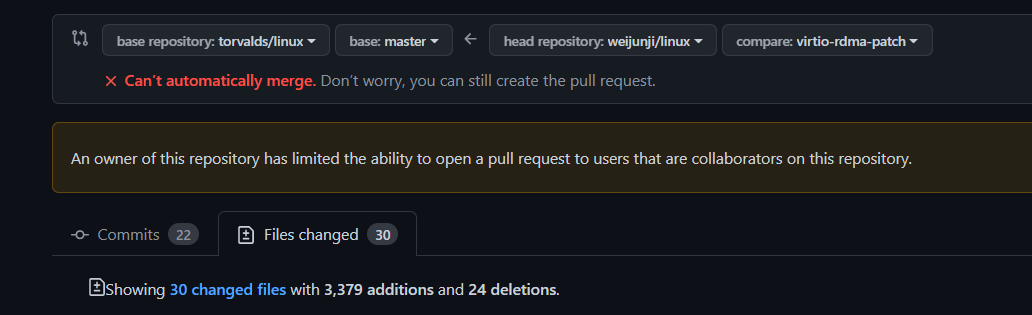 base repository: torvalds/linux base: master head repository: weijunji/linux compare: virtio-rdma-patch
Can’t automatically merge. Don’t worry, you can still create the pull request.
An owner of this repository has limited the ability to open a pull request to users that are collaborators on this repository.
Commits 22 Files changed 30
Showing 30 changed files with 3,379 additions and 24 deletions.